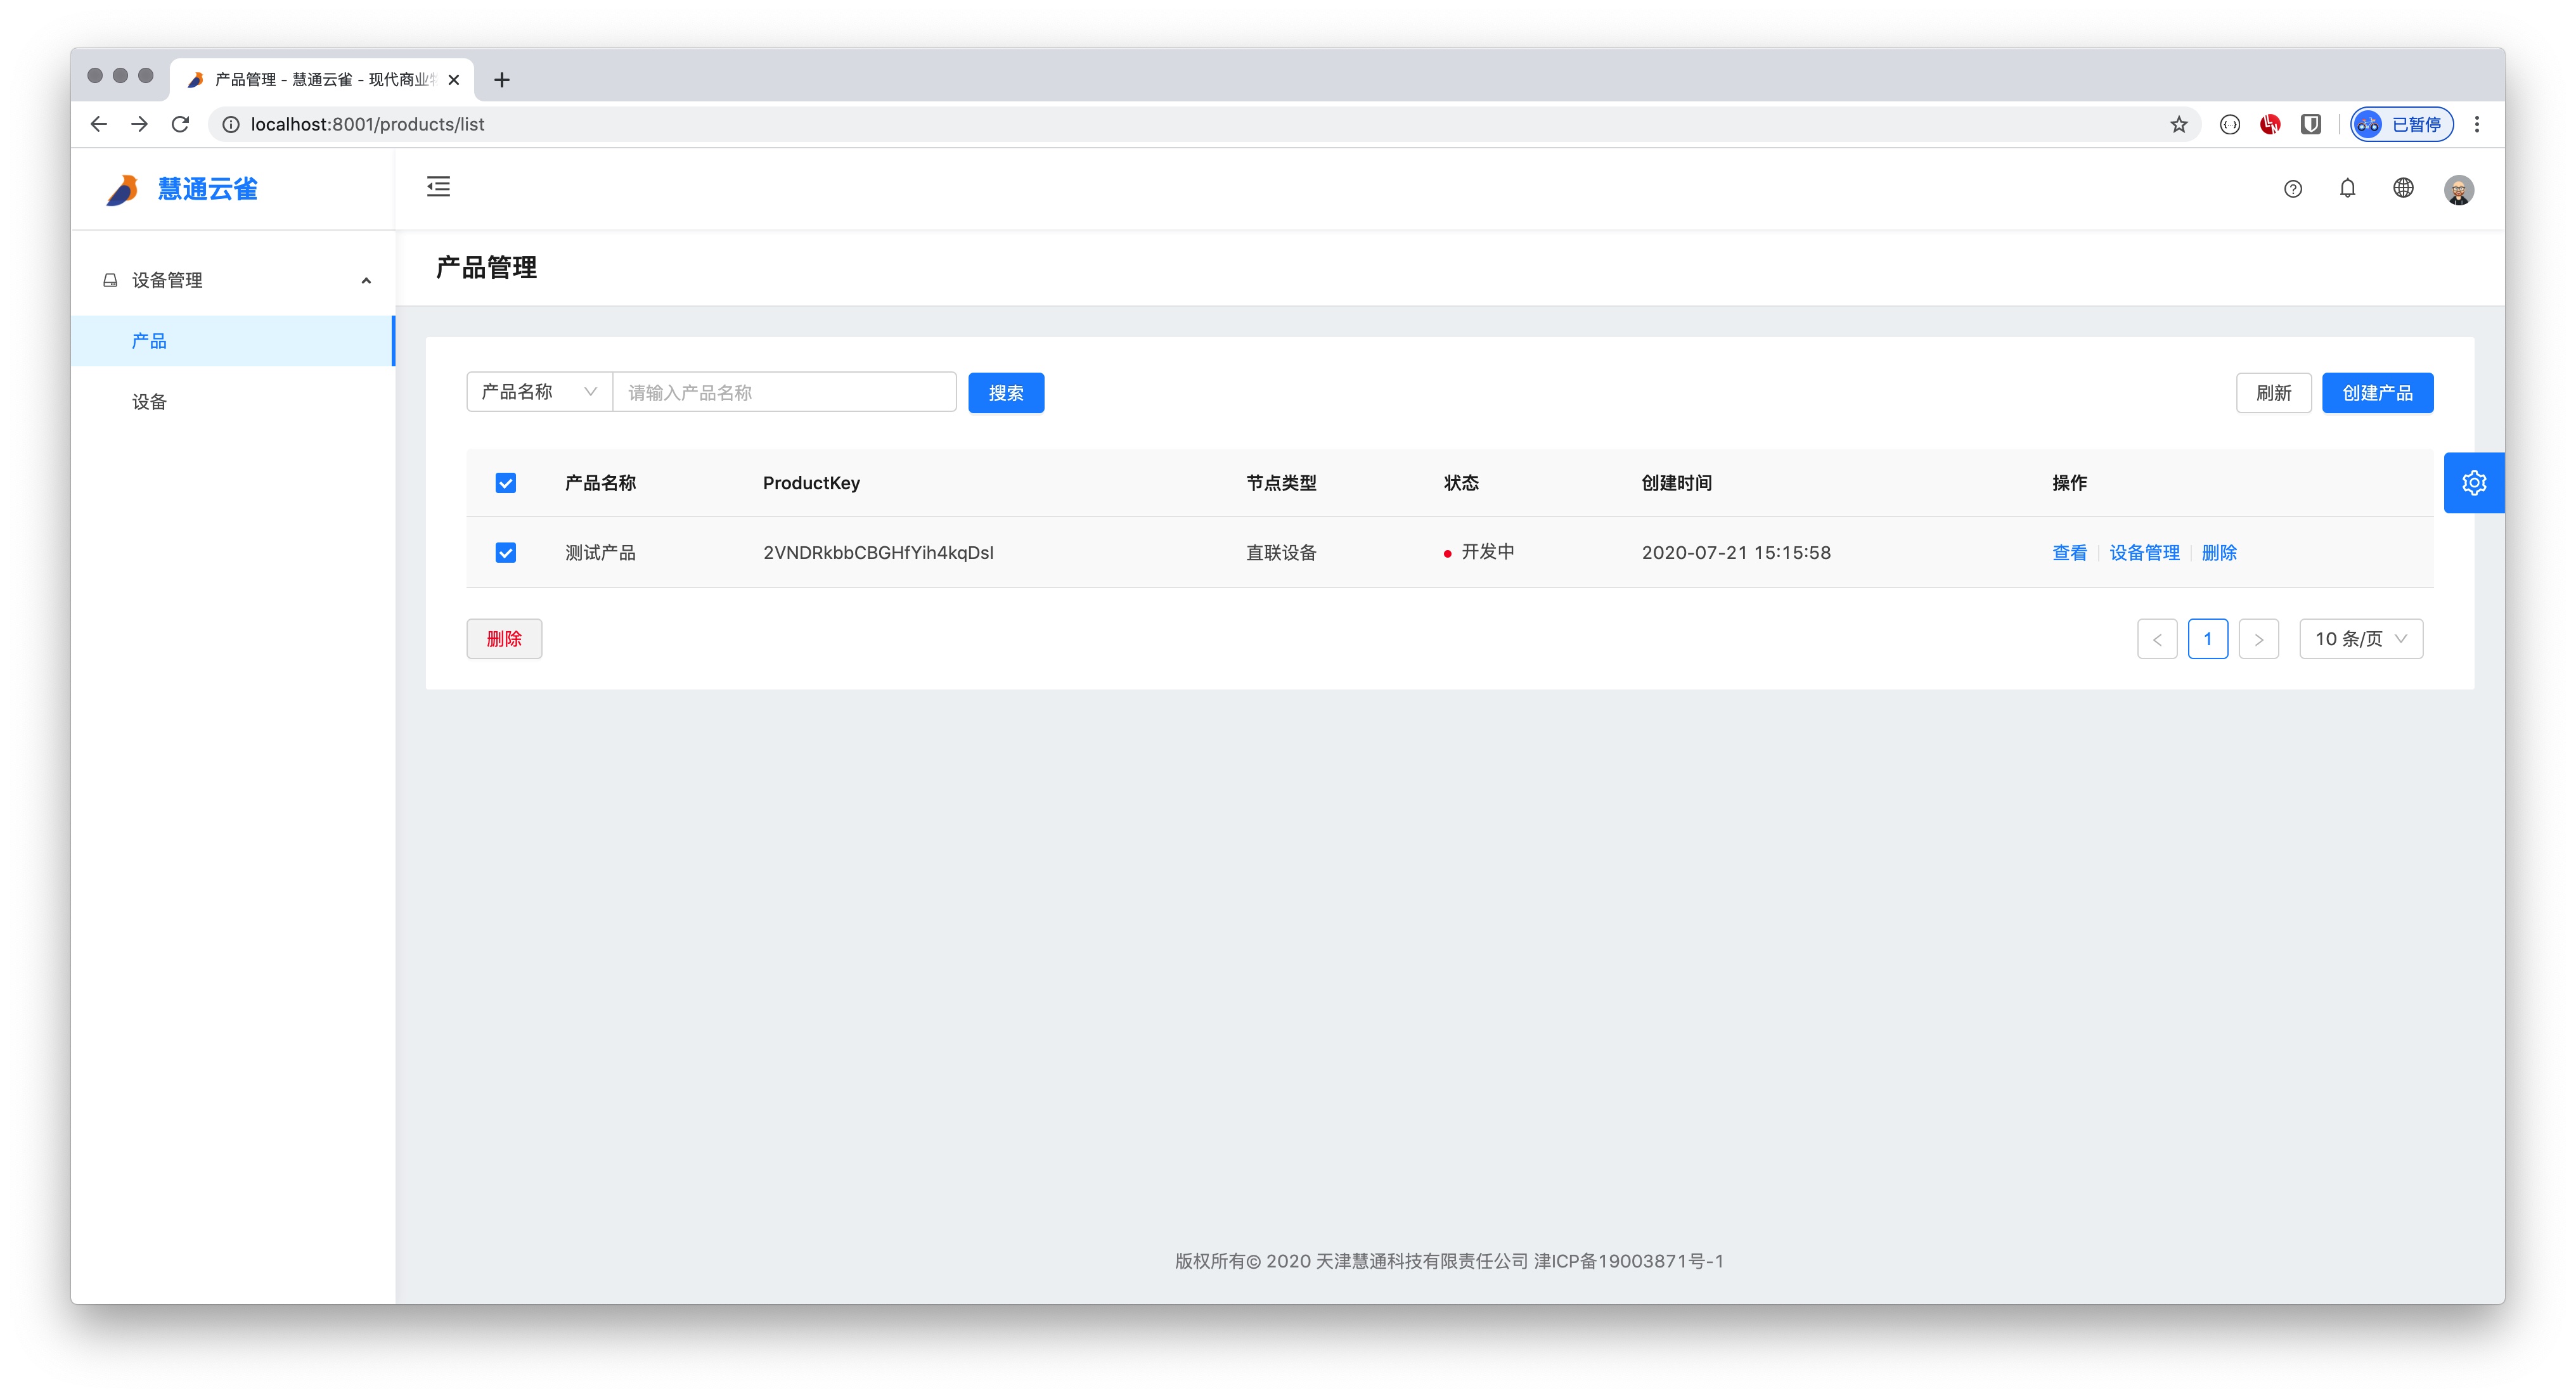 产品管理 - 慧通云雀 - 现代商业
localhost:8001/products/list
已暂停
慧通云雀
设备管理
产品
设备
产品管理
产品名称 请输入产品名称 搜索 刷新 创建产品
产品名称 ProductKey 节点类型 状态 创建时间 操作
测试产品 2VNDRkbbCBGHfYih4kqDsI 直联设备 开发中 2020-07-21 15:15:58 查看 设备管理 删除
删除 < 1 > 10 条/页
版权所有© 2020 天津慧通科技有限责任公司 津ICP备19003871号-1